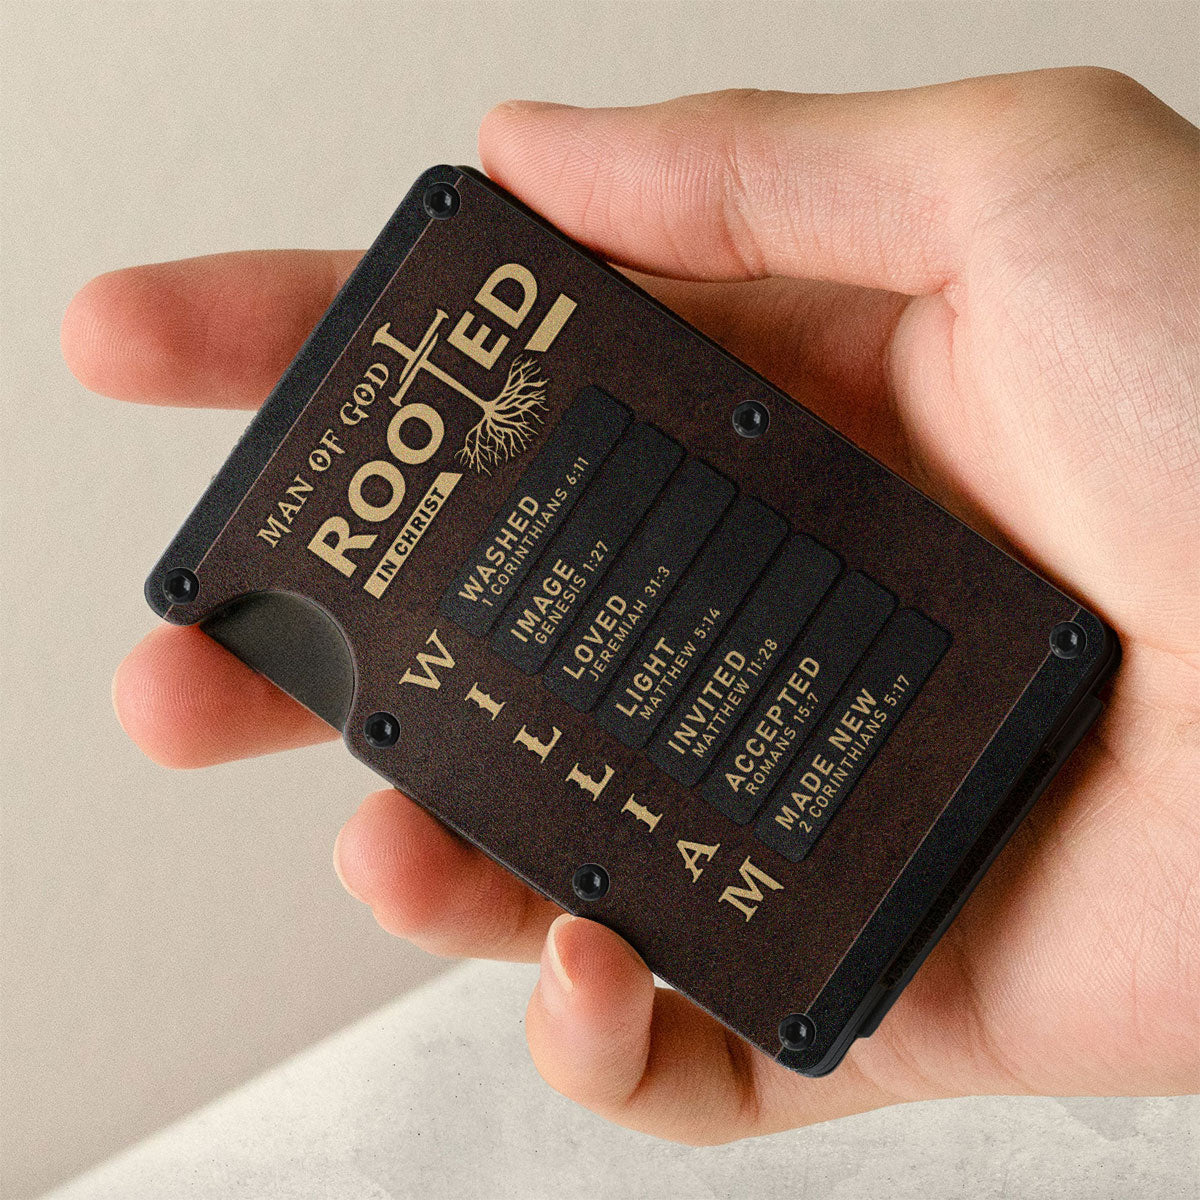 MAN OF GOD
ROOTED
IN CHRIST
WILLIAM
WASHED
1 CORINTHIANS 6:11
IMAGE
GENESIS 1:27
LOVED
JEREMIAH 31:3
LIGHT
MATTHEW 5:14
INVITED
MATTHEW 11:28
ACCEPTED
ROMANS 15:7
MADE NEW
2 CORINTHIANS 5:17